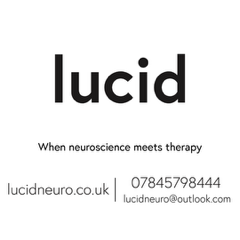 lucid
When neuroscience meets therapy
lucidneuro.co.uk | 07845798444
lucidneuro@outlook.com